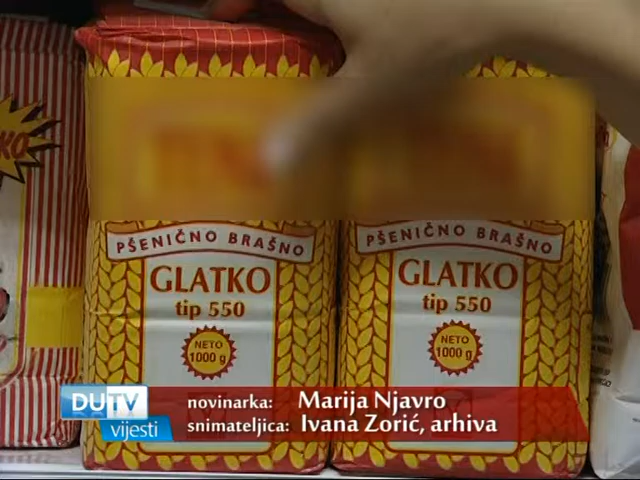 KO
PŠENIČNO BRAŠNO
GLATKO
tip 550
NETO
1000 g
PŠENIČNO BRAŠNO
GLATKO
tip 550
NETO
1000 g
DUTV
vijesti
novinarka: Marija Njavro
snimateljica: Ivana Zorić, arhiva